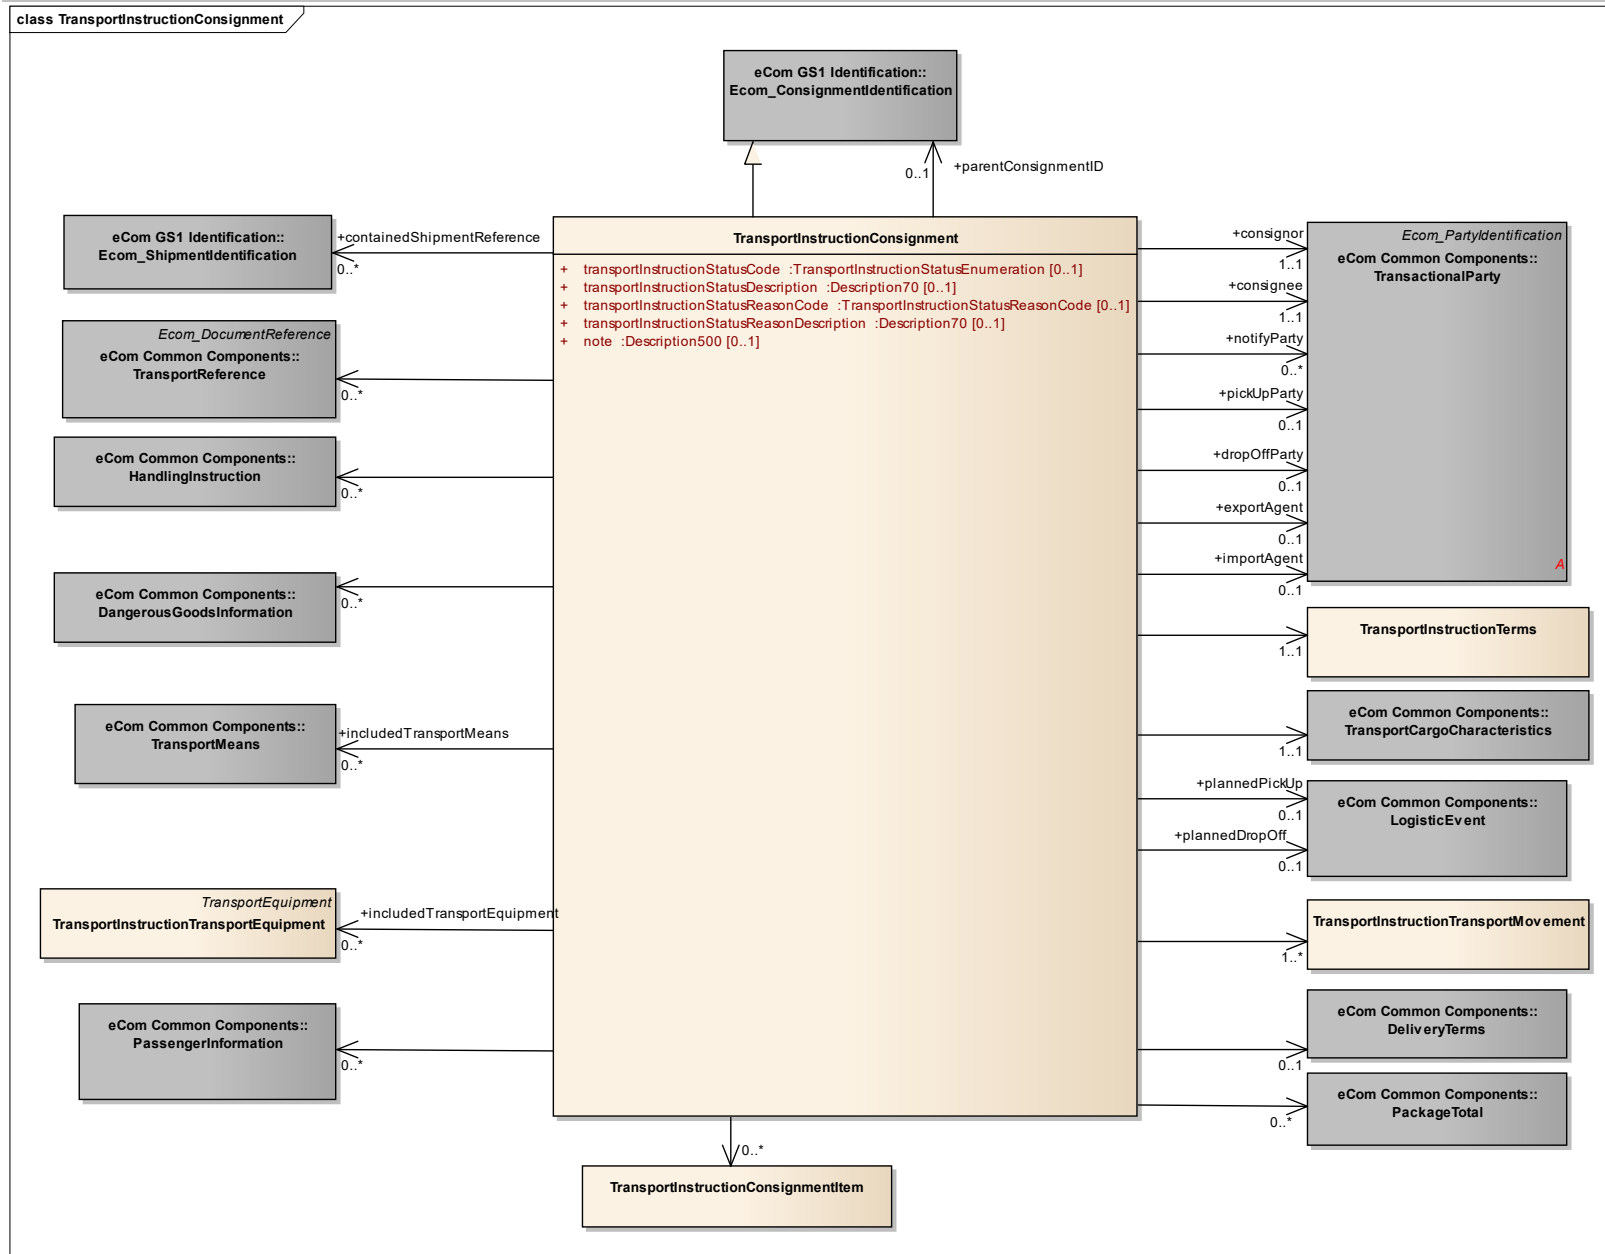 class TransportInstructionConsignment
eCom GS1 Identification::
Ecom_ConsignmentIdentification
0..1
+parentConsignmentID
eCom GS1 Identification::
Ecom_ShipmentIdentification
+containedShipmentReference
0..*
Ecom_DocumentReference
eCom Common Components::
TransportReference
0..*
eCom Common Components::
HandlingInstruction
0..*
eCom Common Components::
DangerousGoodsInformation
0..*
eCom Common Components::
TransportMeans
+includedTransportMeans
0..*
TransportEquipment
TransportInstructionTransportEquipment
+includedTransportEquipment
0..*
eCom Common Components::
PassengerInformation
0..*
TransportInstructionConsignment
+ transportInstructionStatusCode :TransportInstructionStatusEnumeration [0..1]
+ transportInstructionStatusDescription :Description70 [0..1]
+ transportInstructionStatusReasonCode :TransportInstructionStatusReasonCode [0..1]
+ transportInstructionStatusReasonDescription :Description70 [0..1]
+ note :Description500 [0..1]
0..*
TransportInstructionConsignmentItem
+consignor
1..1
+consignee
1..1
+notifyParty
0..*
+pickUpParty
0..1
+dropOffParty
0..1
+exportAgent
0..1
+importAgent
0..1
Ecom_PartyIdentification
eCom Common Components::
TransactionalParty
A
1..1
TransportInstructionTerms
1..1
eCom Common Components::
TransportCargoCharacteristics
+plannedPickUp
0..1
+plannedDropOff
0..1
eCom Common Components::
LogisticEvent
1..*
TransportInstructionTransportMovement
0..1
eCom Common Components::
DeliveryTerms
0..*
eCom Common Components::
PackageTotal